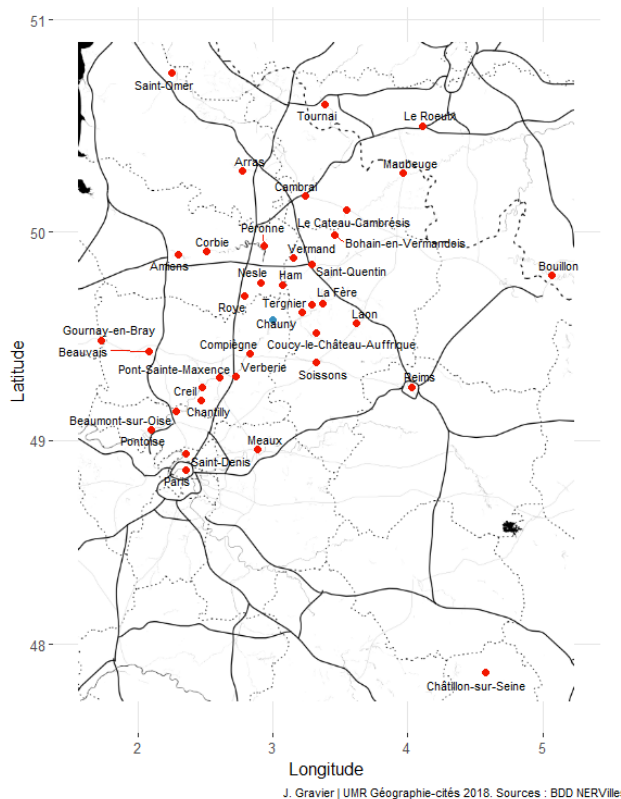 51
Saint-Omer
Tournai
Le Roeulx
Arras
Maubeuge
Cambrai
Le Cateau-Cambrésis
Péronne
50
Corbie
Vermand
Bohain-en-Vermandois
Amiens
Saint-Quentin
Bouillon
Nesle
Ham
La Fère
Roye
Tergnier
Chauny
Laon
Gournay-en-Bray
Beauvais
Compiègne
Coucy-le-Château-Auffrique
Latitude
Pont-Sainte-Maxence
Verberie
Soissons
Reims
Creil
Chantilly
Beaumont-sur-Oise
Pontoise
Meaux
49
Saint-Denis
Paris
48
Châtillon-sur-Seine
2
3
4
5
Longitude
J. Gravier | UMR Géographie-cités 2018. Sources : BDD NERVilles